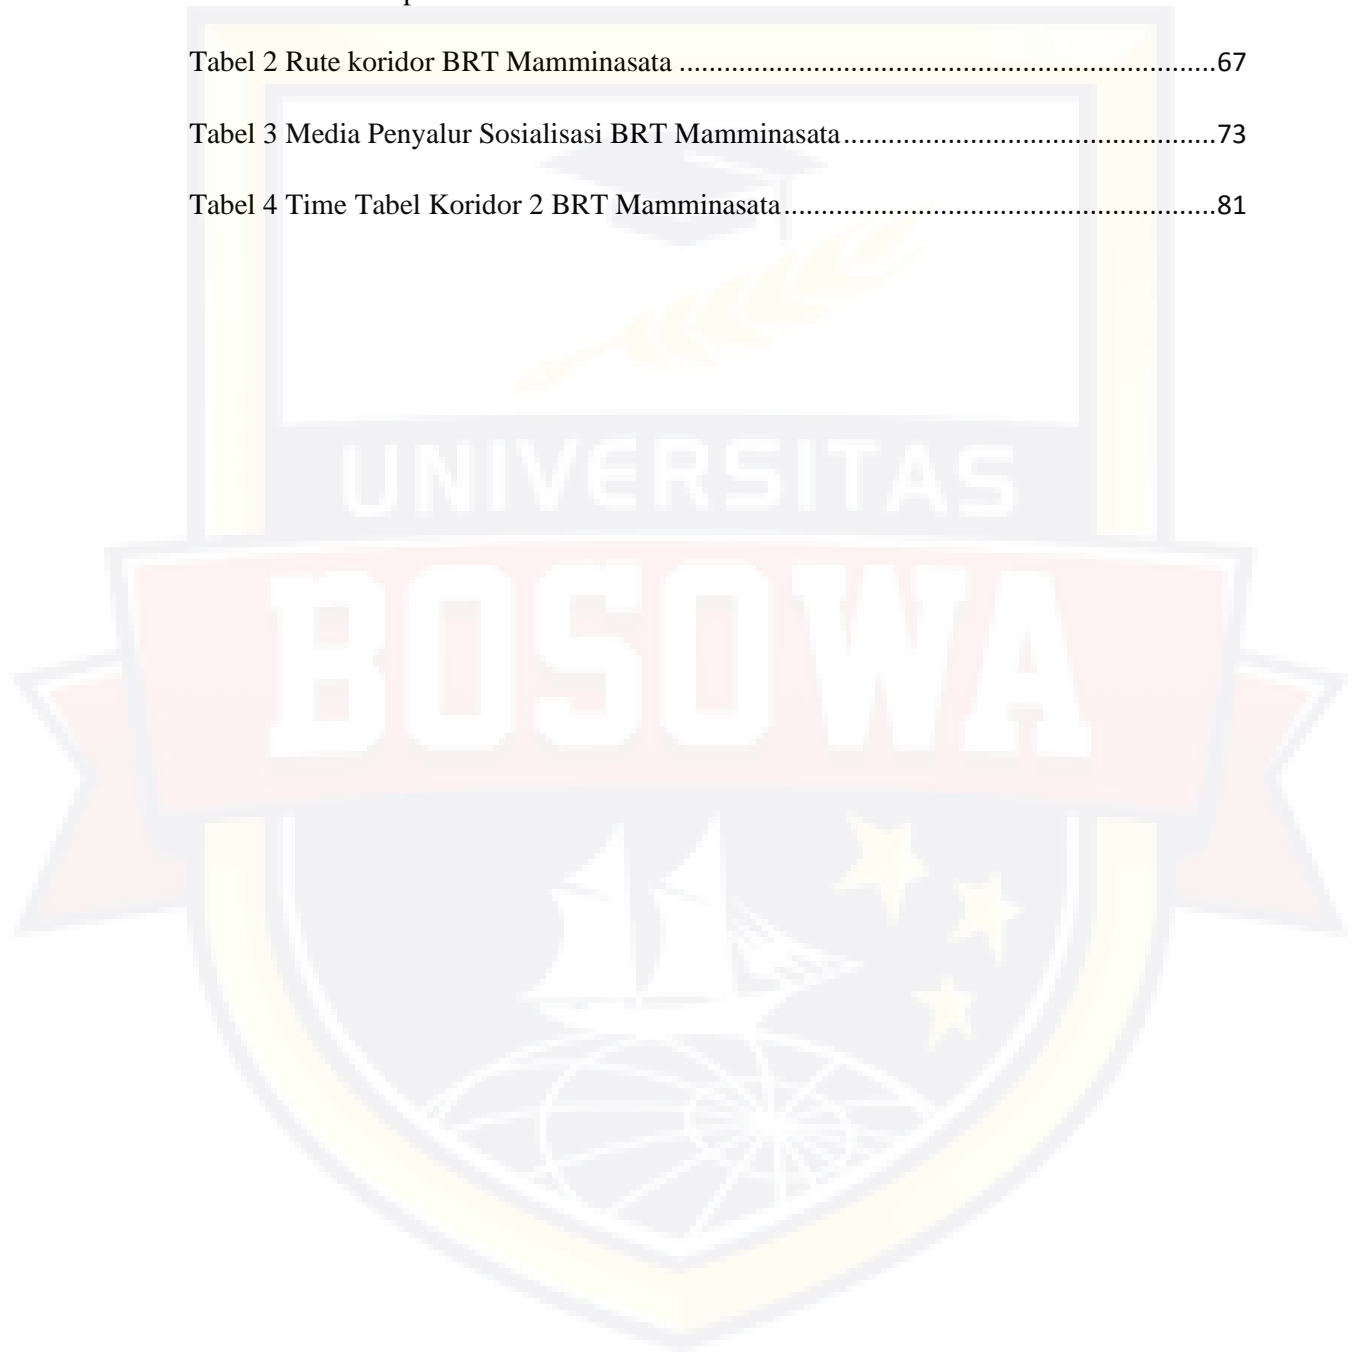 Tabel 2 Rute koridor BRT Mamminasata ........................................................................67
Tabel 3 Media Penyalur Sosialisasi BRT Mamminasata..................................................73
Tabel 4 Time Tabel Koridor 2 BRT Mamminasata..........................................................81
UNIVERSITAS
BOSOWA